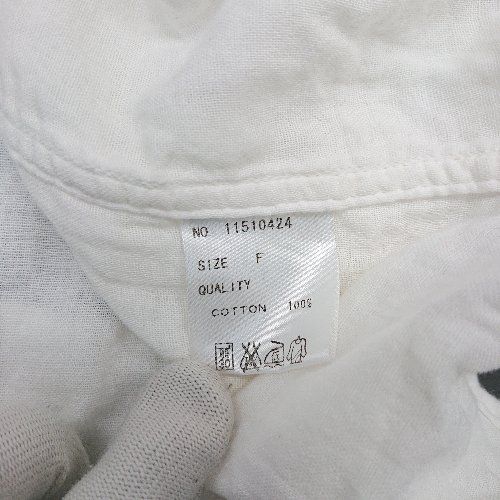 NO 11510424
SIZE F
QUALITY
COTTON 100%